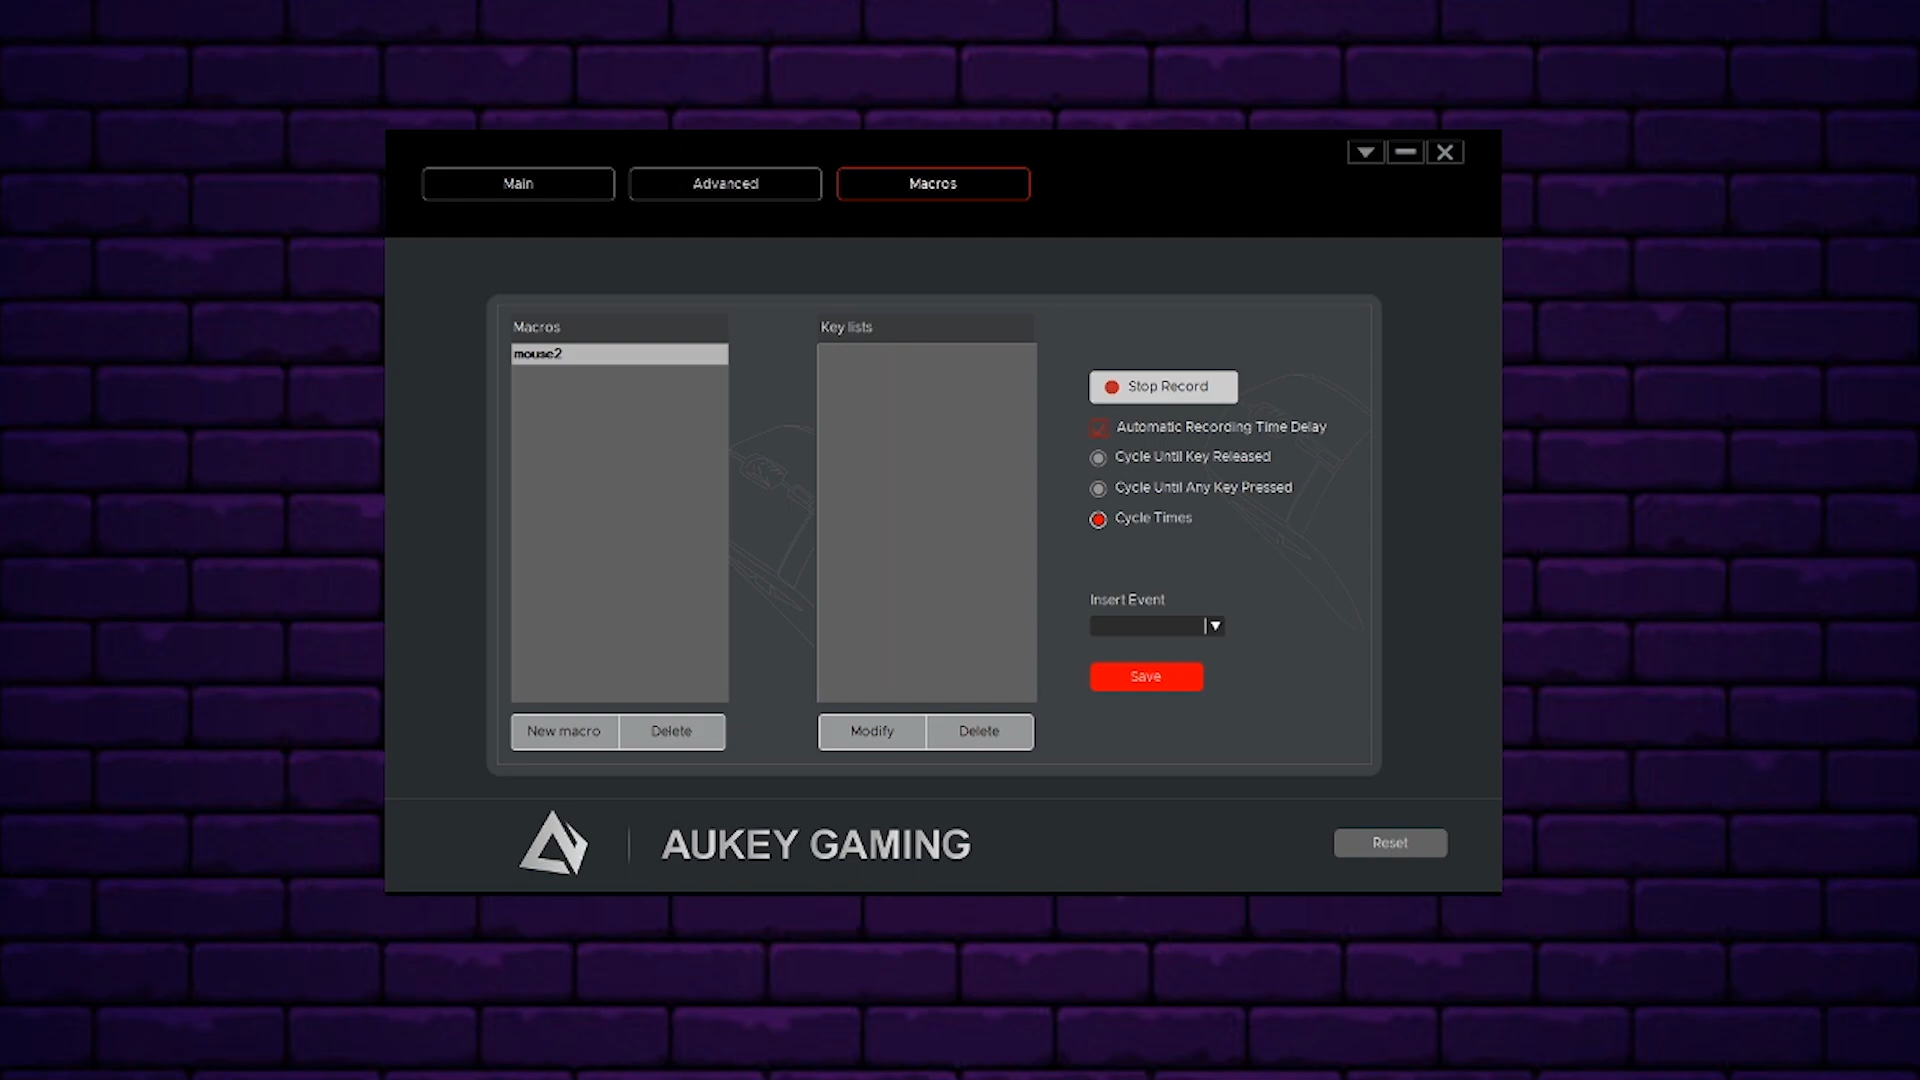 Main
Advanced
Macros
Macros
mouse2
Key lists
Stop Record
Automatic Recording Time Delay
Cycle Until Key Released
Cycle Until Any Key Pressed
Cycle Times
Insert Event
Save
New macro
Delete
Modify
Delete
AUKEY GAMING
Reset